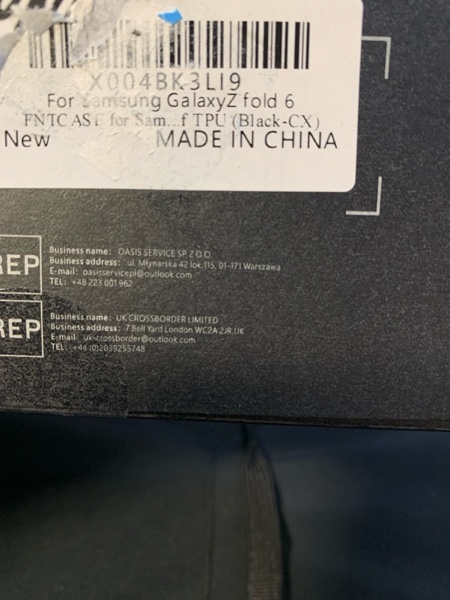 X004BK3LI9
For Samsung GalaxyZ fold 6
FNTCASE for Sam...f TPU (Black-CX)
New MADE IN CHINA
REP
Business name: OASIS SERVICE SP. Z O.O.
Business address: ul. Młynarska 42 lok. 115, 01-171 Warszawa
E-mail: oasisservicepl@outlook.com
TEL: +48 223 001 962
REP
Business name: UK CROSSBORDER LIMITED
Business address: 7 Bell Yard London WC2A 2JR,UK
E-mail: ukcrossborder@outlook.com
TEL: +44 (0)2039255748